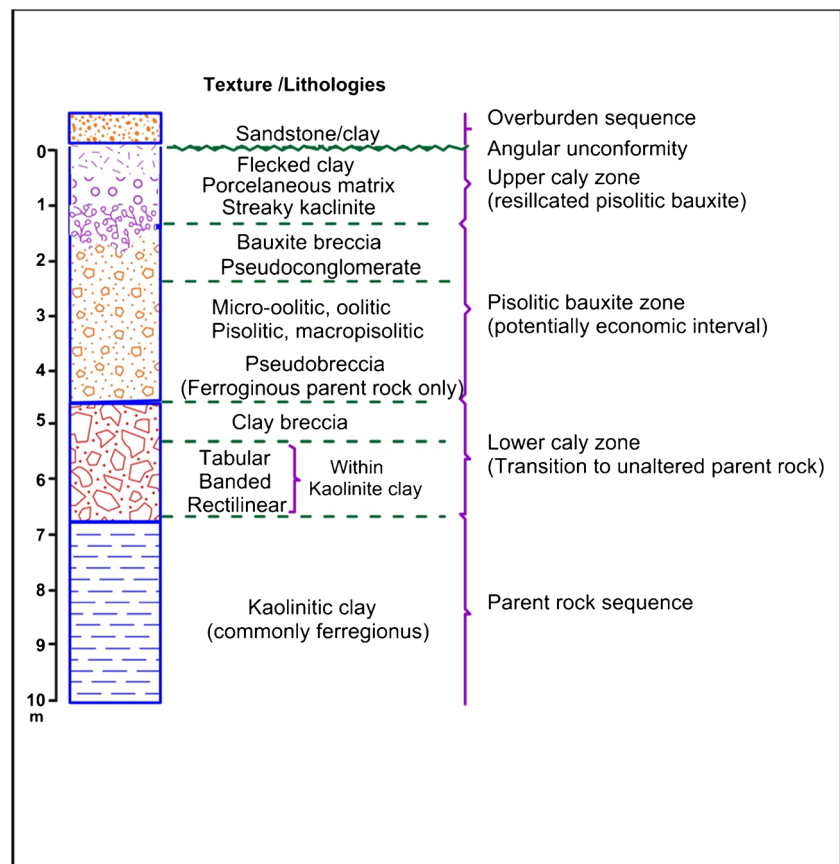 Texture /Lithologies
Sandstone/clay
Overburden sequence
Angular unconformity
Flecked clay
Porcelaneous matrix
Streaky kaclinite
Upper caly zone
(resillcated pisolitic bauxite)
Bauxite breccia
Pseudoconglomerate
Micro-oolitic, oolitic
Pisolitic, macropisolitic
Pisolitic bauxite zone
(potentially economic interval)
Pseudobreccia
(Ferroginous parent rock only)
Clay breccia
Tabular
Banded
Rectilinear
Within
Kaolinite clay
Lower caly zone
(Transition to unaltered parent rock)
Kaolinitic clay
(commonly ferregionus)
Parent rock sequence
0
1
2
3
4
5
6
7
8
9
10
m